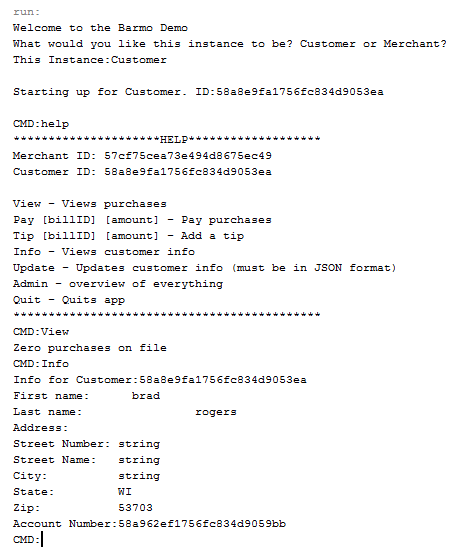 run:
Welcome to the Barmo Demo
What would you like this instance to be? Customer or Merchant?
This Instance:Customer
Starting up for Customer. ID:58a8e9fa1756fc834d9053ea
CMD:help
*********************HELP*******************
Merchant ID: 57cf75cea73e494d8675ec49
Customer ID: 58a8e9fa1756fc834d9053ea
View - Views purchases
Pay [billID] [amount] - Pay purchases
Tip [billID] [amount] - Add a tip
Info - Views customer info
Update - Updates customer info (must be in JSON format)
Admin - overview of everything
Quit - Quits app
********************************************
CMD:View
Zero purchases on file
CMD:Info
Info for Customer:58a8e9fa1756fc834d9053ea
First name:      brad
Last name:                rogers
Address:
Street Number: string
Street Name:   string
City:          string
State:         WI
Zip:           53703
Account Number:58a962ef1756fc834d9059bb
CMD: